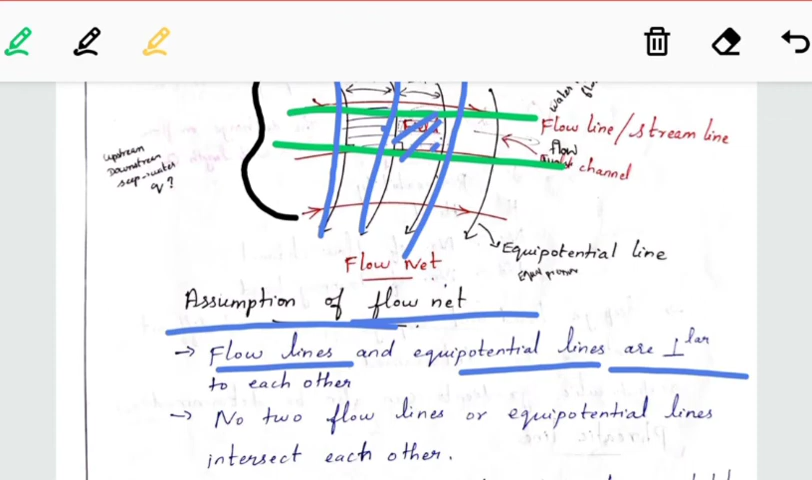 water
Flow line/stream line
flow
channel
upstream
Downstream
seep-water
q?
Equipotential line
Flow Net
Assumption of flow net
→ Flow lines and equipotential lines are ⊥lar
to each other
→ No two flow lines or equipotential lines
intersect each other.